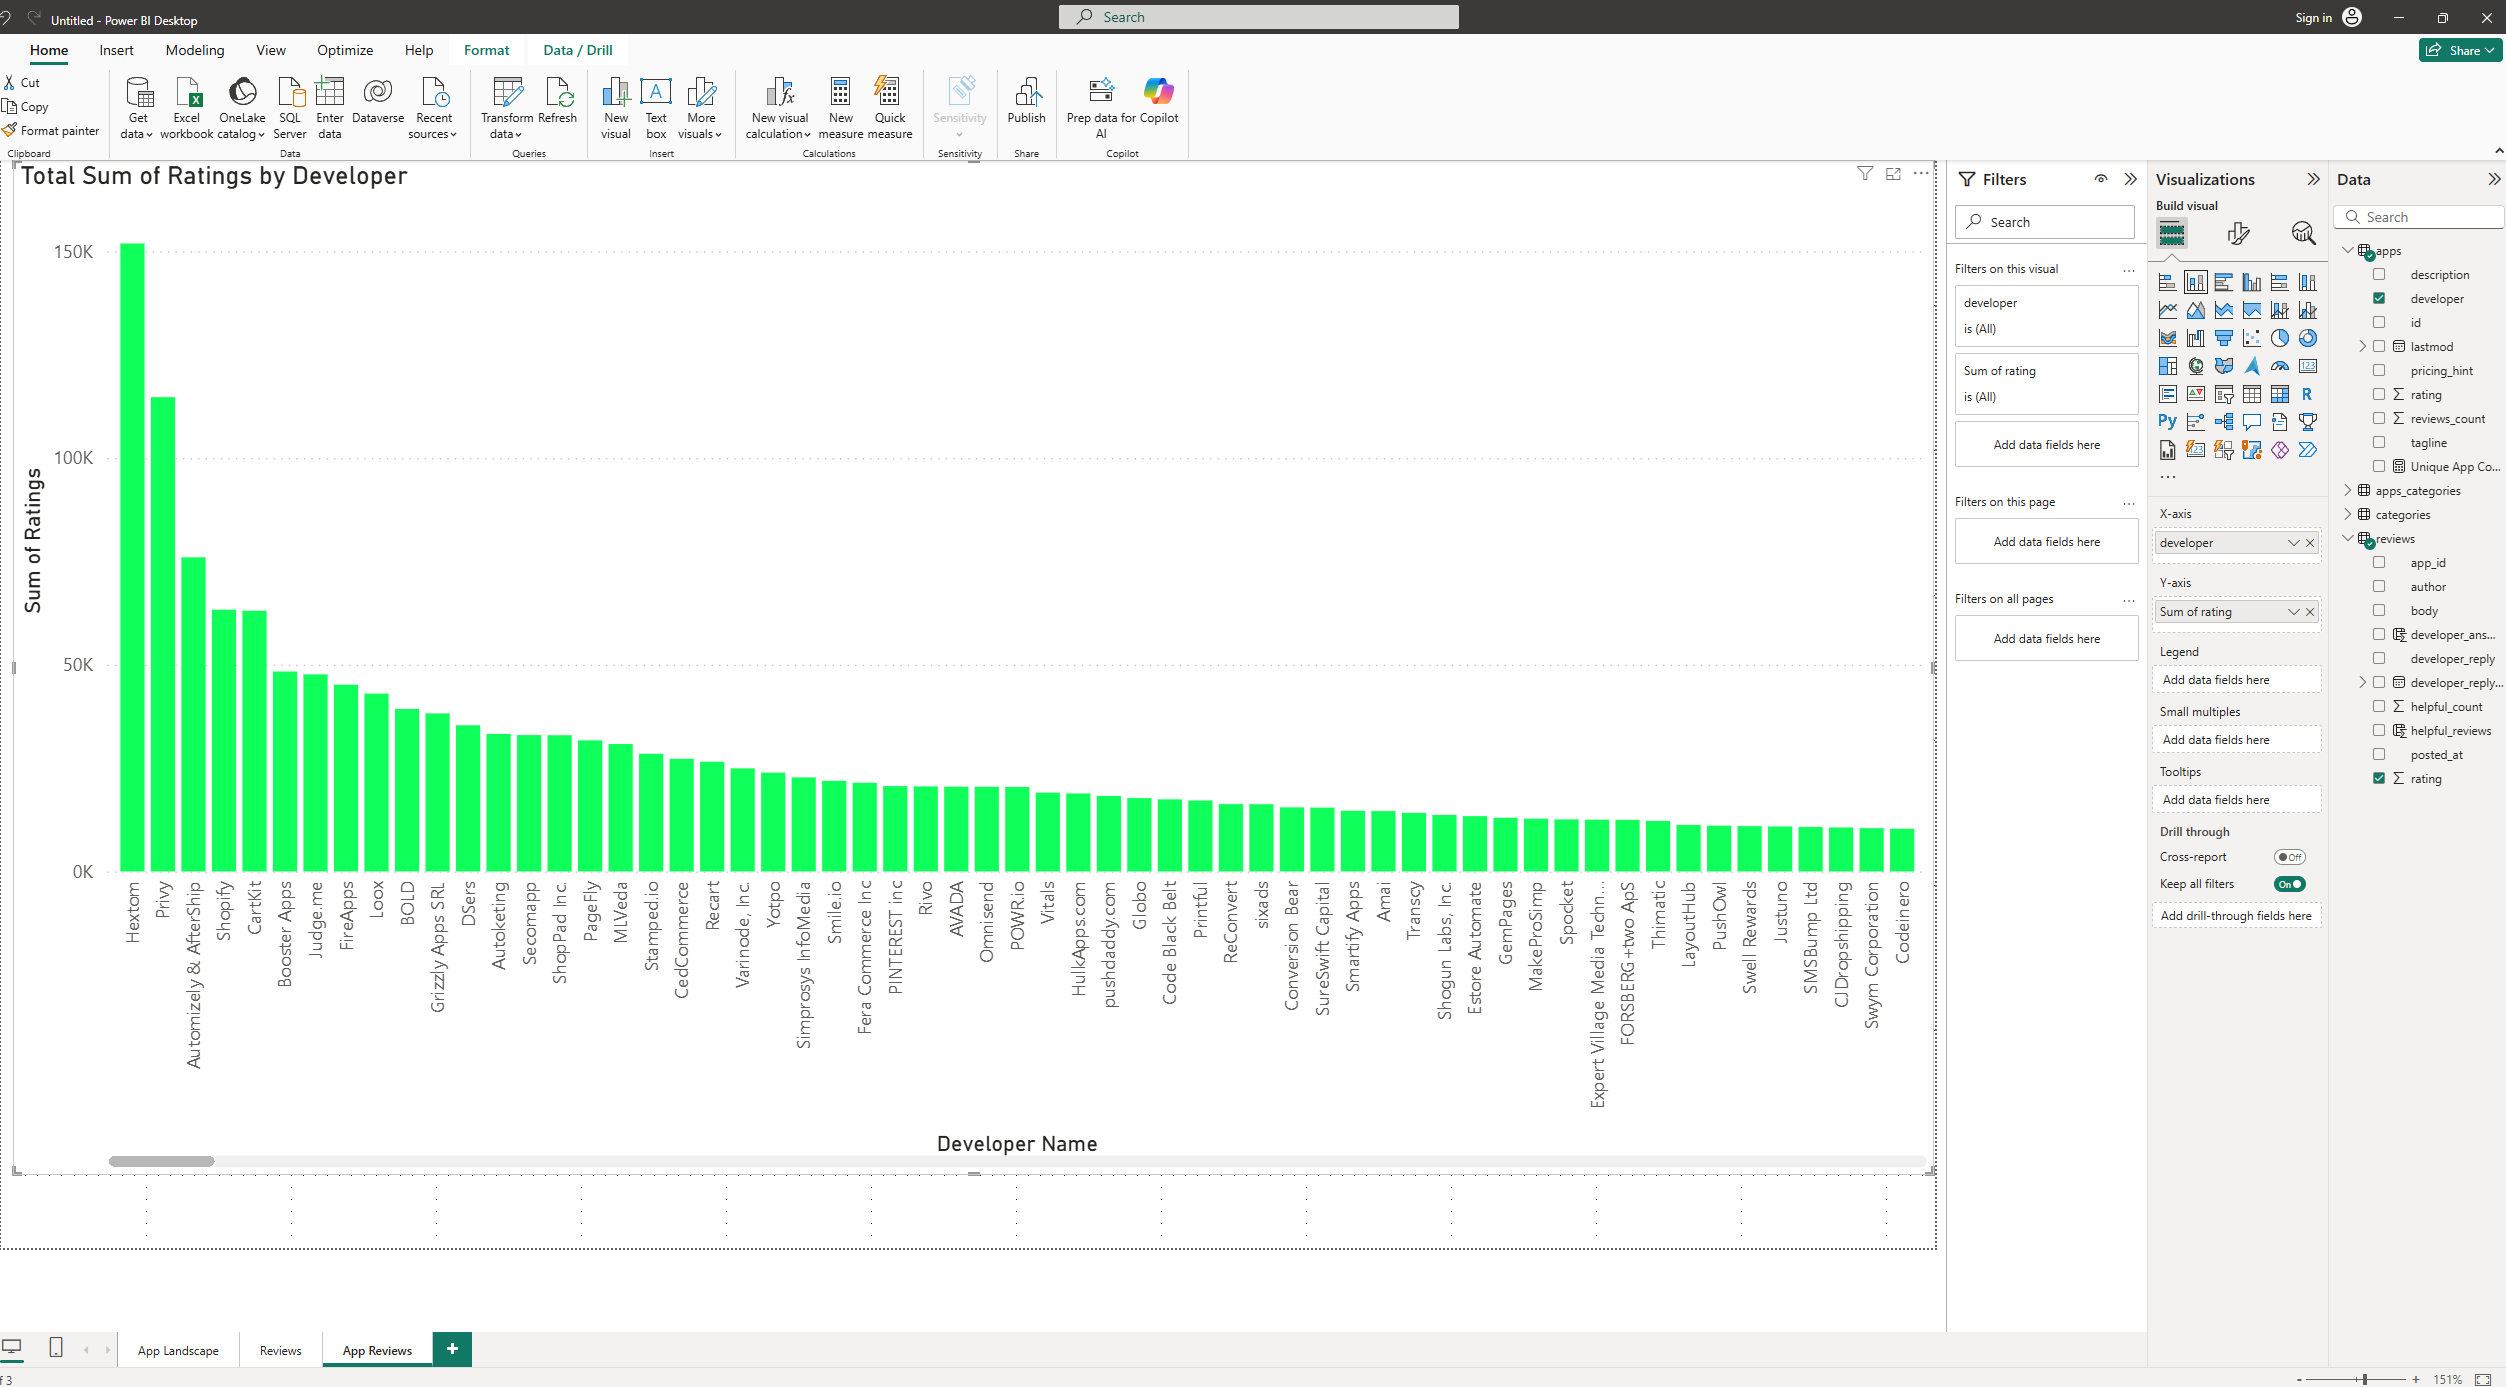 Untitled - Power BI Desktop
Search
Sign in
Home Insert Modeling View Optimize Help Format Data / Drill
Share
Cut
Copy
Format painter
Clipboard
Get data
Excel workbook
OneLake catalog
SQL Server
Enter data
Dataverse
Recent sources
Data
Transform data
Refresh
Queries
New visual
Text box
More visuals
Insert
New visual calculation
New measure
Quick measure
Calculations
Sensitivity
Sensitivity
Publish
Share
Prep data for AI
Copilot
Copilot
Total Sum of Ratings by Developer
Sum of Ratings
150K
100K
50K
0K
Hextom
Privy
Automizely & AfterShip
Shopify
CartKit
Booster Apps
Judge.me
FireApps
Loox
BOLD
Grizzly Apps SRL
DSers
Autoketing
Secomapp
ShopPad Inc.
PageFly
MLVeda
Stamped.io
CedCommerce
Recart
Varinode, Inc.
Yotpo
Simprosys InfoMedia
Smile.io
Fera Commerce Inc
PINTEREST inc
Rivo
AVADA
Omnisend
POWR.io
Vitals
HulkApps.com
pushdaddy.com
Globo
Code Black Belt
Printful
ReConvert
sixads
Conversion Bear
SureSwift Capital
Smartify Apps
Amai
Transcy
Shogun Labs, Inc.
Estore Automate
GemPages
MakeProSimp
Spocket
Expert Village Media Techn...
FORSBERG+two ApS
Thimatic
LayoutHub
PushOwl
Swell Rewards
Justuno
SMSBump Ltd
CJDropshipping
Swym Corporation
Codeinero
Developer Name
Filters
Search
Filters on this visual
developer
is (All)
Sum of rating
is (All)
Add data fields here
Filters on this page
Add data fields here
Filters on all pages
Add data fields here
Visualizations
Build visual
123
R
Py
X-axis
developer
Y-axis
Sum of rating
Legend
Add data fields here
Small multiples
Add data fields here
Tooltips
Add data fields here
Drill through
Cross-report
Off
Keep all filters
On
Add drill-through fields here
Data
Search
apps
description
developer
id
lastmod
pricing_hint
rating
reviews_count
tagline
Unique App Co...
apps_categories
categories
reviews
app_id
author
body
developer_ans...
developer_reply
developer_reply...
helpful_count
helpful_reviews
posted_at
rating
App Landscape
Reviews
App Reviews
f 3
151%